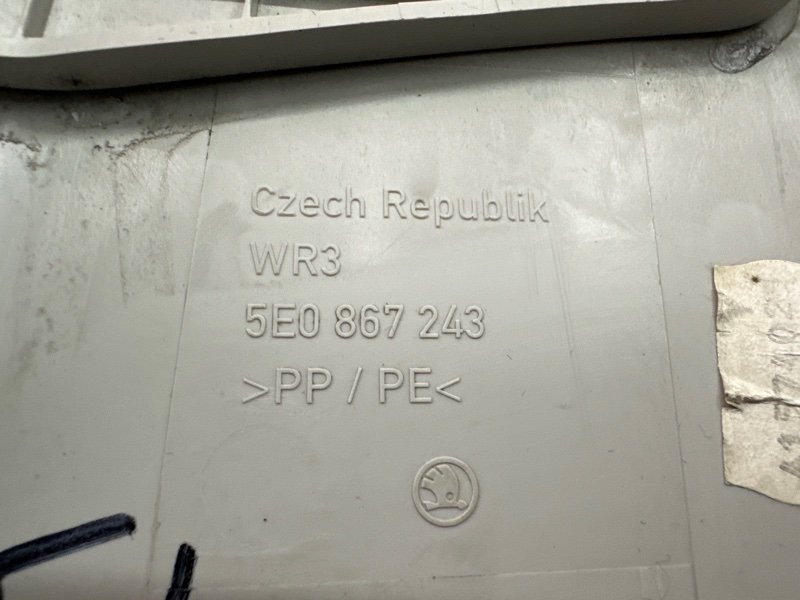 Czech Republik
WR3
5E0 867 243
>PP / PE<